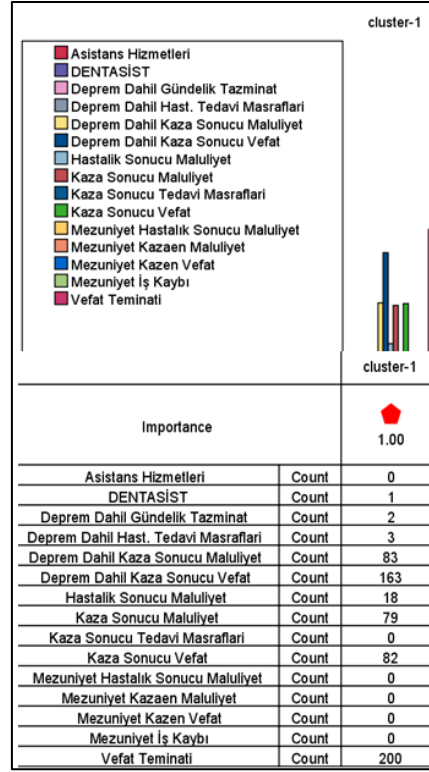 cluster-1
Asistans Hizmetleri
DENTASİST
Deprem Dahil Gündelik Tazminat
Deprem Dahil Hast. Tedavi Masraflari
Deprem Dahil Kaza Sonucu Maluliyet
Deprem Dahil Kaza Sonucu Vefat
Hastalik Sonucu Maluliyet
Kaza Sonucu Maluliyet
Kaza Sonucu Tedavi Masraflari
Kaza Sonucu Vefat
Mezuniyet Hastalık Sonucu Maluliyet
Mezuniyet Kazaen Maluliyet
Mezuniyet Kazen Vefat
Mezuniyet İş Kaybı
Vefat Teminati
cluster-1
Importance 1.00
Asistans Hizmetleri Count 0
DENTASİST Count 1
Deprem Dahil Gündelik Tazminat Count 2
Deprem Dahil Hast. Tedavi Masraflari Count 3
Deprem Dahil Kaza Sonucu Maluliyet Count 83
Deprem Dahil Kaza Sonucu Vefat Count 163
Hastalik Sonucu Maluliyet Count 18
Kaza Sonucu Maluliyet Count 79
Kaza Sonucu Tedavi Masraflari Count 0
Kaza Sonucu Vefat Count 82
Mezuniyet Hastalık Sonucu Maluliyet Count 0
Mezuniyet Kazaen Maluliyet Count 0
Mezuniyet Kazen Vefat Count 0
Mezuniyet İş Kaybı Count 0
Vefat Teminati Count 200